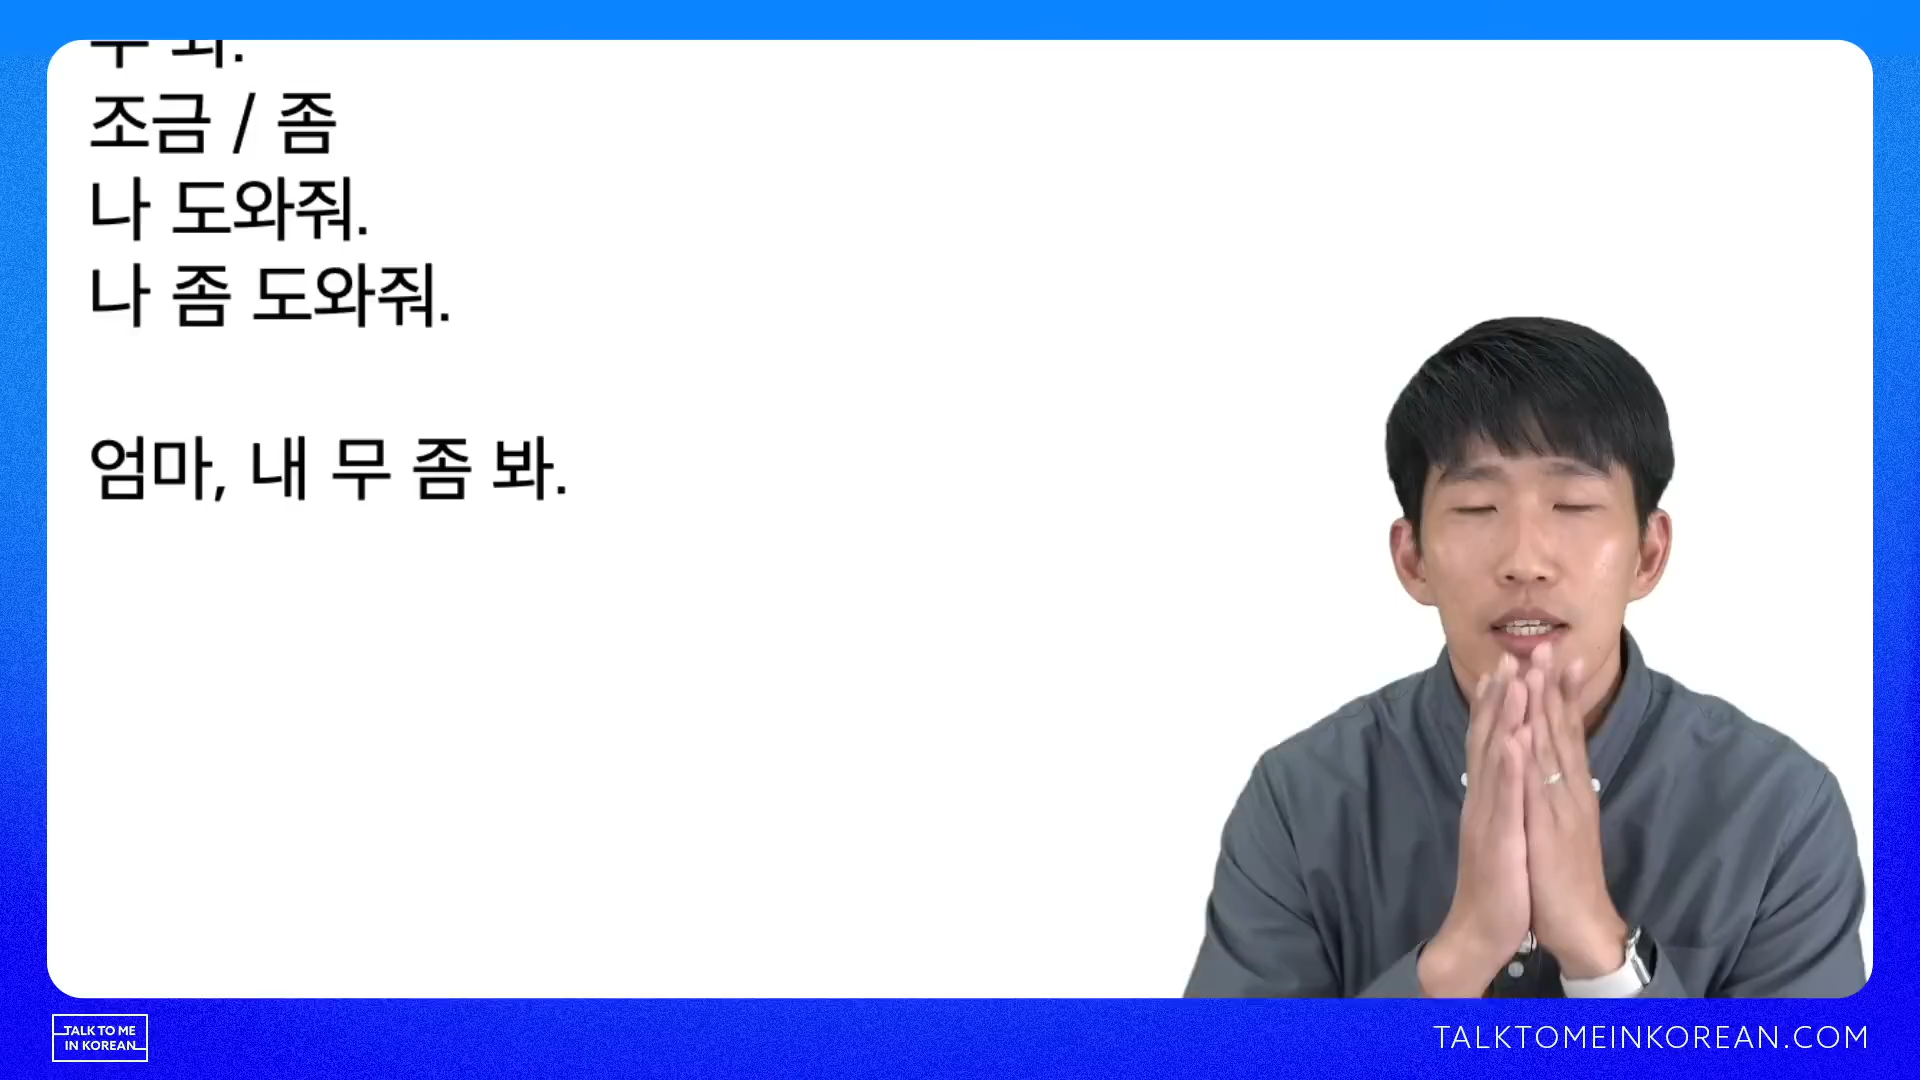 조금 / 좀
나 도와줘.
나 좀 도와줘.
엄마, 내 무 좀 봐.
TALK TO ME
IN KOREAN
TALKTOMEINKOREAN.COM